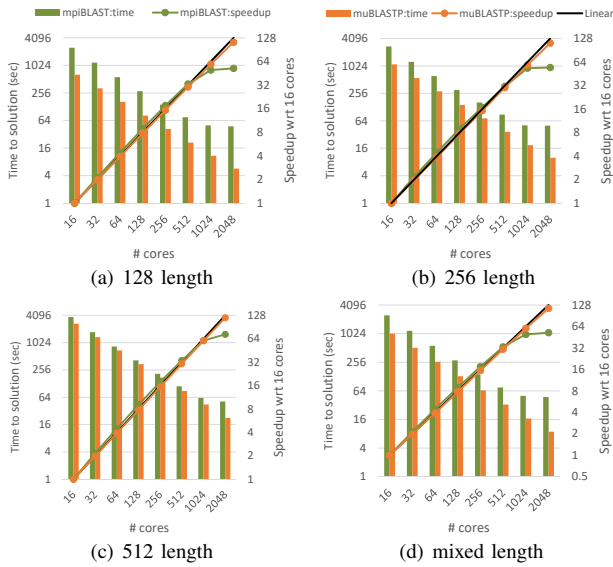 mpiBLAST:time mpiBLAST:speedup muBLASTP:time muBLASTP:speedup Linear
4096 1024 256 64 16 4 1
Time to solution (sec)
128 64 32 16 8 4 2 1
Speedup wrt 16 cores
16 32 64 128 256 512 1024 2048
# cores
(a) 128 length
4096 1024 256 64 16 4 1
Time to solution (sec)
128 64 32 16 8 4 2 1
Speedup wrt 16 cores
16 32 64 128 256 512 1024 2048
# cores
(b) 256 length
4096 1024 256 64 16 4 1
Time to solution (sec)
128 64 32 16 8 4 2 1
Speedup wrt 16 cores
16 32 64 128 256 512 1024 2048
# cores
(c) 512 length
4096 1024 256 64 16 4 1
Time to solution (sec)
128 64 32 16 8 4 2 1 0.5
Speedup wrt 16 cores
16 32 64 128 256 512 1024 2048
# cores
(d) mixed length